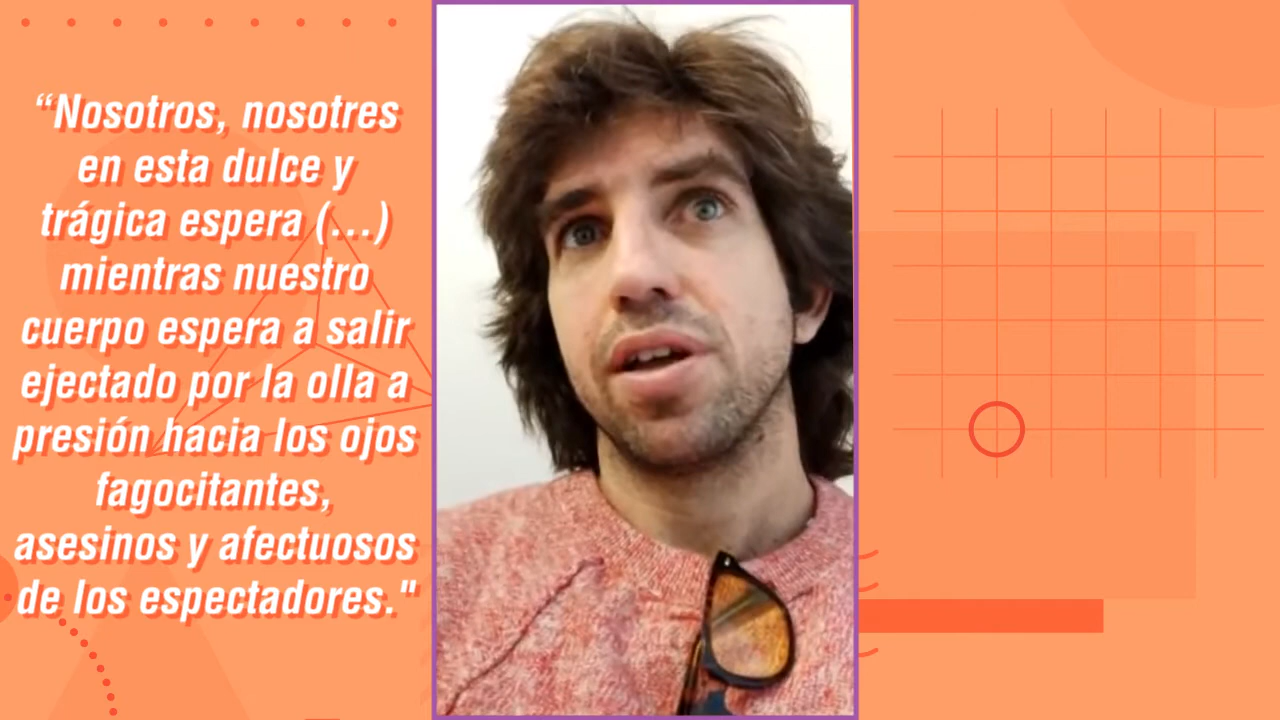 “Nosotros, nosotres
en esta dulce y
trágica espera (...)
mientras nuestro
cuerpo espera a salir
ejectado por la olla a
presión hacia los ojos
fagocitantes,
asesinos y afectuosos
de los espectadores."